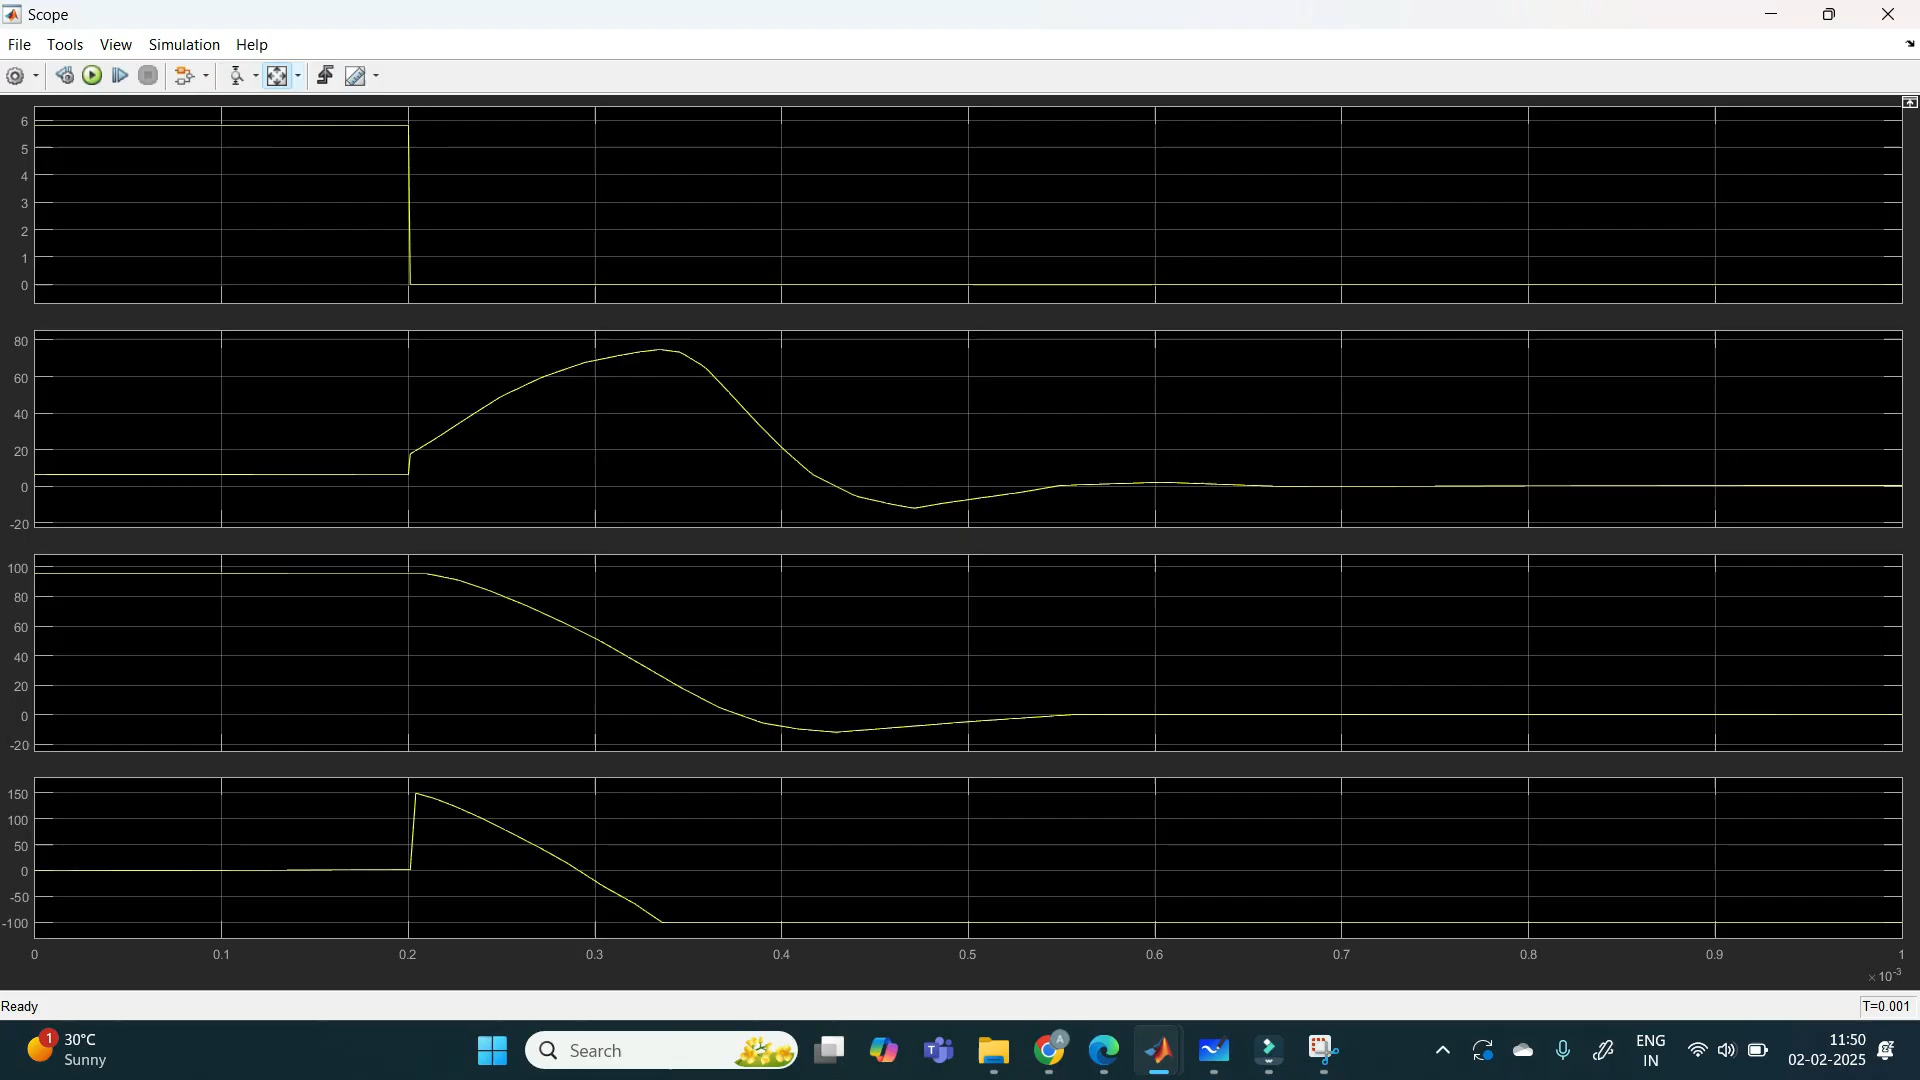 Scope
File Tools View Simulation Help
6
5
4
3
2
1
0
80
60
40
20
0
-20
100
80
60
40
20
0
-20
150
100
50
0
-50
-100
0 0.1 0.2 0.3 0.4 0.5 0.6 0.7 0.8 0.9 1
×10-3
Ready T=0.001
1
30°C
Sunny
Search
A
T
ENG
IN
11:50
02-02-2025